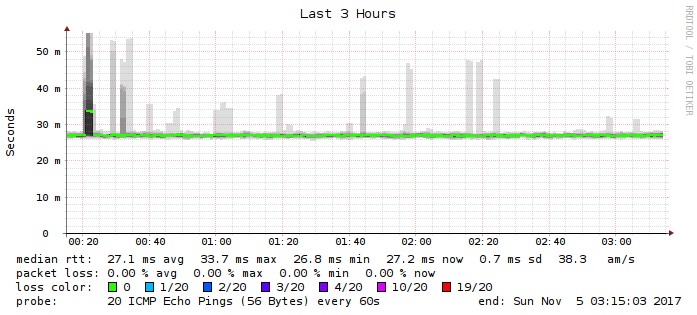 Last 3 Hours
RRDTOOL / TOBI OETIKER
Seconds
50 m
40 m
30 m
20 m
10 m
0
00:20 00:40 01:00 01:20 01:40 02:00 02:20 02:40 03:00
median rtt: 27.1 ms avg 33.7 ms max 26.8 ms min 27.2 ms now 0.7 ms sd 38.3 am/s
packet loss: 0.00 % avg 0.00 % max 0.00 % min 0.00 % now
loss color: 0 1/20 2/20 3/20 4/20 10/20 19/20
probe: 20 ICMP Echo Pings (56 Bytes) every 60s end: Sun Nov 5 03:15:03 2017